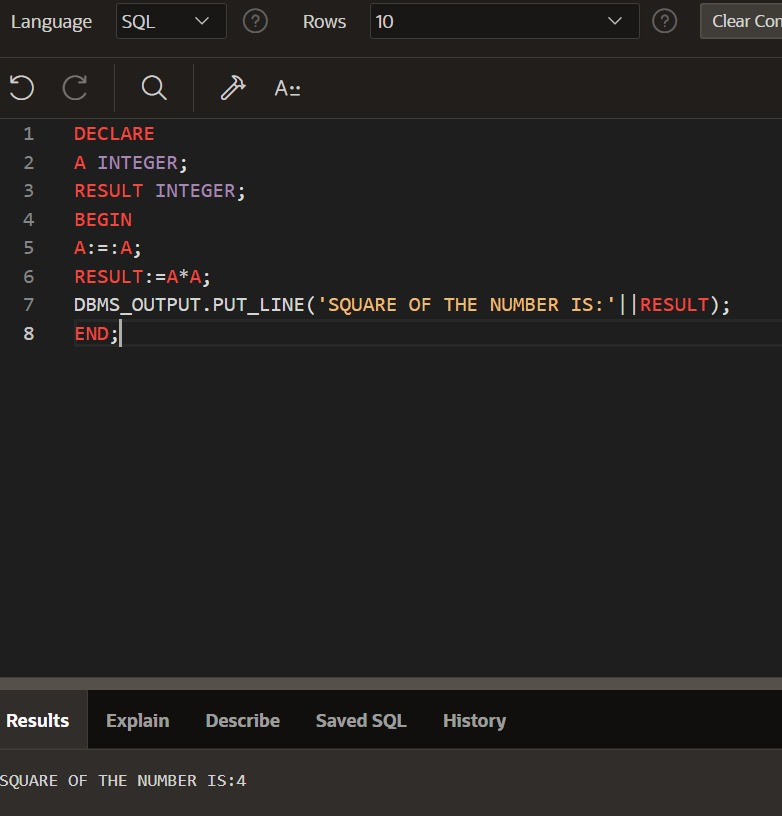 Language SQL Rows 10 Clear Con
A::
1 DECLARE
2 A INTEGER;
3 RESULT INTEGER;
4 BEGIN
5 A:=:A;
6 RESULT:=A*A;
7 DBMS_OUTPUT.PUT_LINE('SQUARE OF THE NUMBER IS:'||RESULT);
8 END;
Results Explain Describe Saved SQL History
SQUARE OF THE NUMBER IS:4